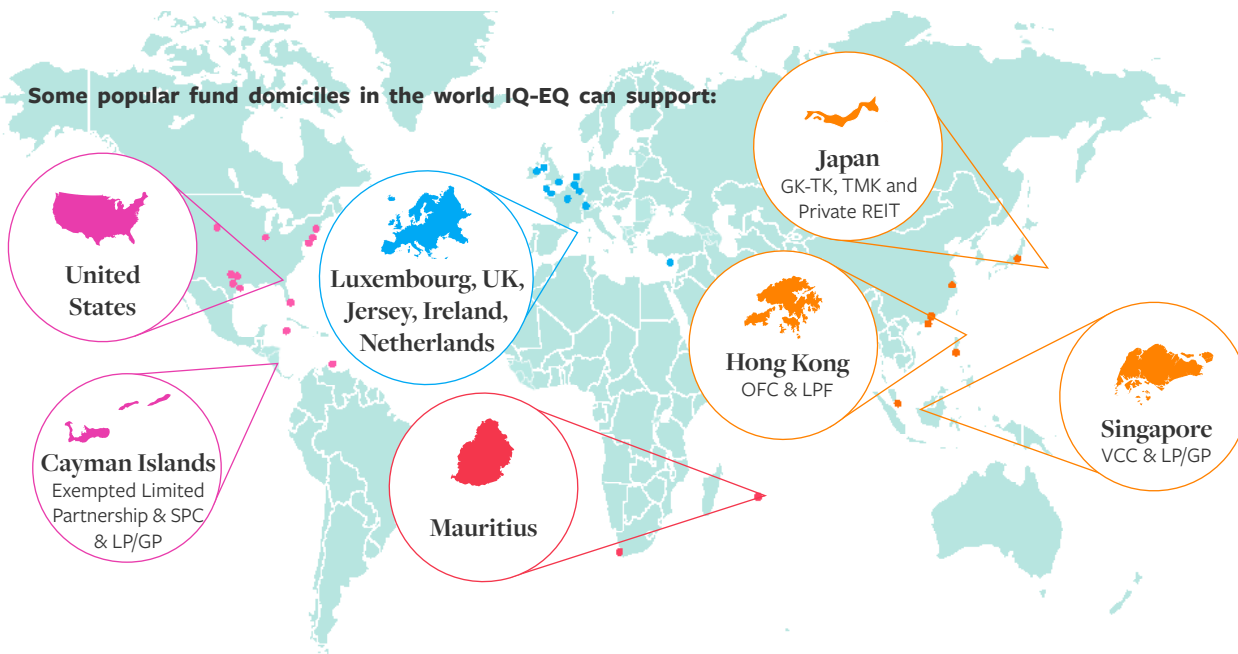 Some popular fund domiciles in the world IQ-EQ can support:
United
States
Cayman Islands
Exempted Limited
Partnership & SPC
& LP/GP
Luxembourg, UK,
Jersey, Ireland,
Netherlands
Mauritius
Japan
GK-TK, TMK and
Private REIT
Hong Kong
OFC & LPF
Singapore
VCC & LP/GP